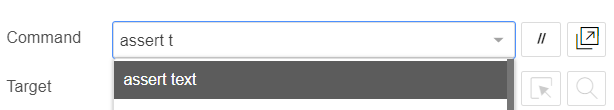 Command assert t //
assert text
Target